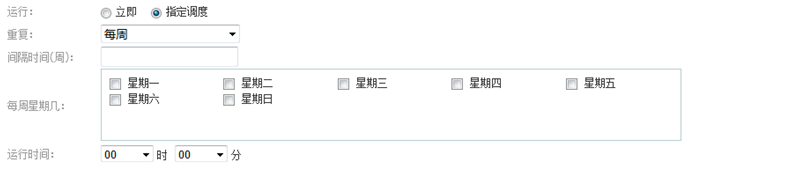 运行: 立即 指定调度
重复: 每周
间隔时间(周):
每周星期几: 星期一 星期二 星期三 星期四 星期五
星期六 星期日
运行时间: 00 时 00 分